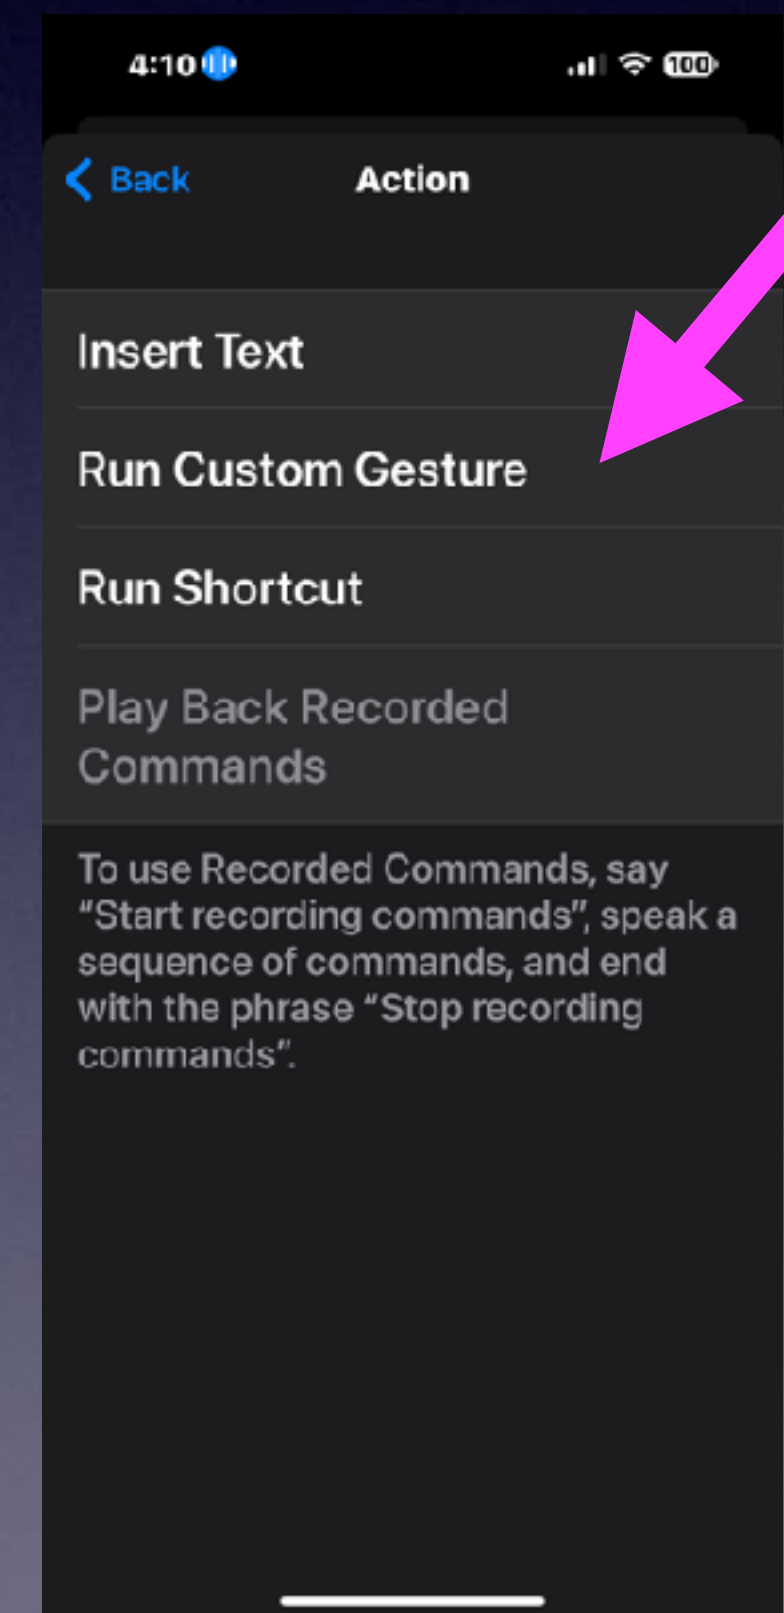 4:10
100
Back
Action
Insert Text
Run Custom Gesture
Run Shortcut
Play Back Recorded
Commands
To use Recorded Commands, say
“Start recording commands”, speak a
sequence of commands, and end
with the phrase “Stop recording
commands”.